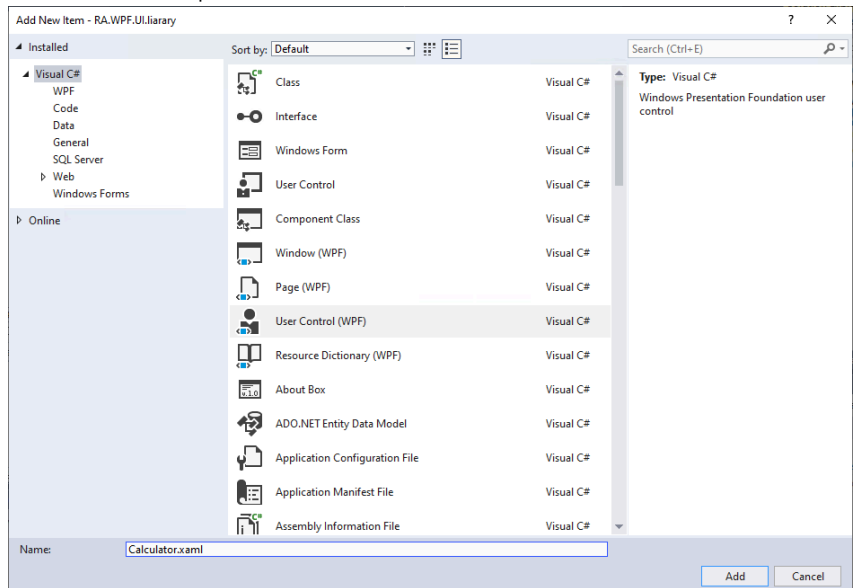 Add New Item - RA.WPF.UI.liarary ? ×
Installed
Sort by: Default
Search (Ctrl+E)
Visual C#
WPF
Code
Data
General
SQL Server
Web
Windows Forms
Online
Class Visual C#
Interface Visual C#
Windows Form Visual C#
User Control Visual C#
Component Class Visual C#
Window (WPF) Visual C#
Page (WPF) Visual C#
User Control (WPF) Visual C#
Resource Dictionary (WPF) Visual C#
About Box Visual C#
ADO.NET Entity Data Model Visual C#
Application Configuration File Visual C#
Application Manifest File Visual C#
Assembly Information File Visual C#
Type: Visual C#
Windows Presentation Foundation user
control
Name: Calculator.xaml
Add Cancel